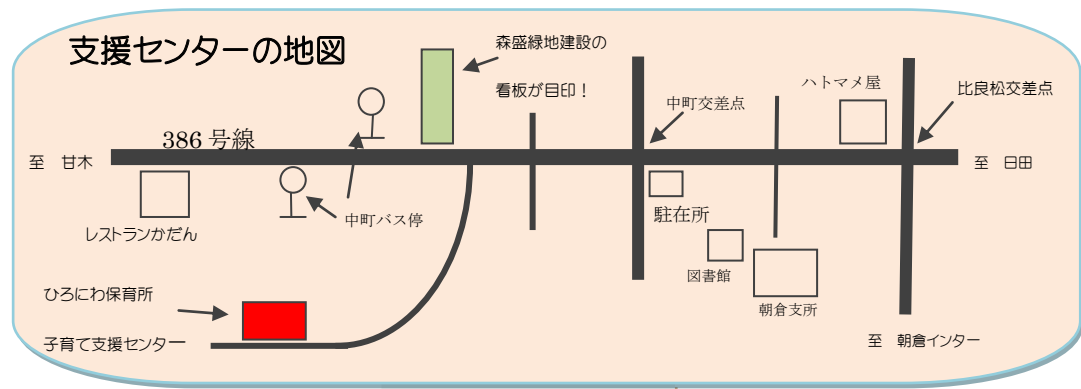 支援センターの地図
森盛緑地建設の
看板が目印！
ハトマメ屋
中町交差点
比良松交差点
386 号線
至　甘木
至　日田
レストランかだん
中町バス停
駐在所
図書館
朝倉支所
ひろにわ保育所
子育て支援センター
至　朝倉インター